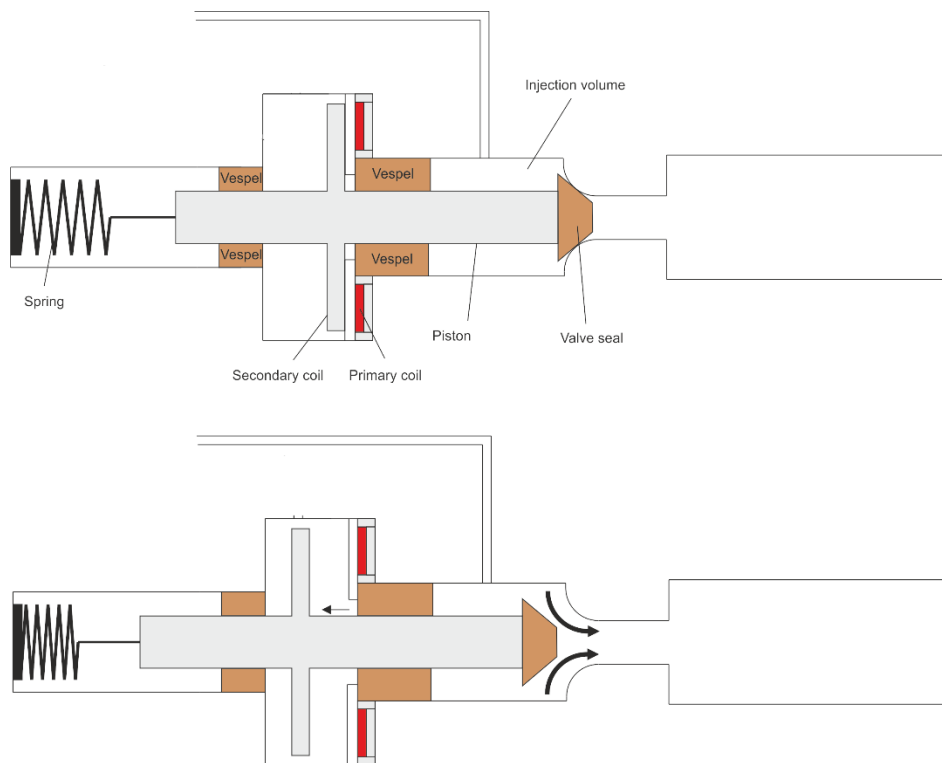 Injection volume
Vespel
Vespel
Vespel
Vespel
Spring
Piston
Valve seal
Secondary coil
Primary coil